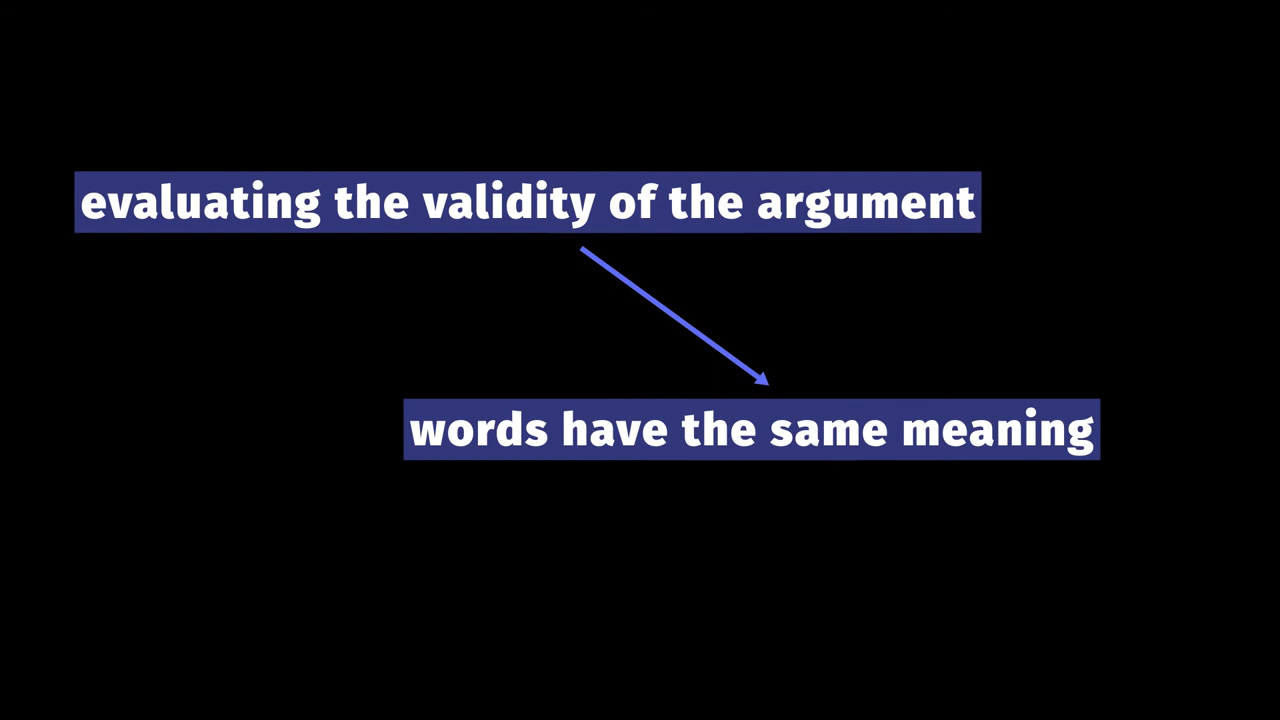 evaluating the validity of the argument
words have the same meaning